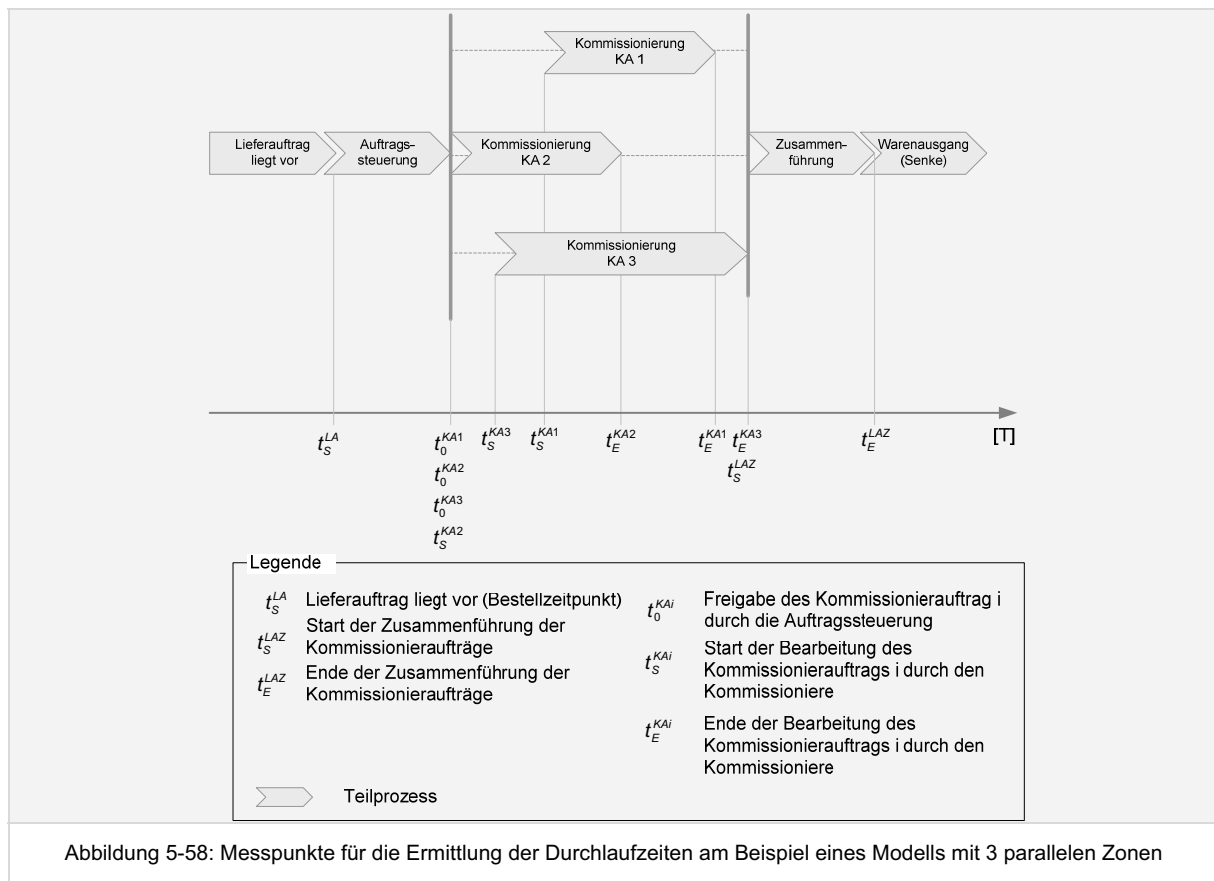 Kommissionierung
KA 1
Lieferauftrag
liegt vor
Auftrags-
steuerung
Kommissionierung
KA 2
Zusammen-
führung
Warenausgang
(Senke)
Kommissionierung
KA 3
t_S^LA
t_0^KA1
t_S^KA3
t_S^KA1
t_E^KA2
t_E^KA1
t_E^KA3
t_E^LAZ
[T]
t_0^KA2
t_S^LAZ
t_0^KA3
t_S^KA2
Legende
t_S^LA Lieferauftrag liegt vor (Bestellzeitpunkt)
t_S^LAZ Start der Zusammenführung der
Kommissionieraufträge
t_E^LAZ Ende der Zusammenführung der
Kommissionieraufträge
t_0^KAi Freigabe des Kommissionierauftrag i
durch die Auftragssteuerung
t_S^KAi Start der Bearbeitung des
Kommissionierauftrags i durch den
Kommissioniere
t_E^KAi Ende der Bearbeitung des
Kommissionierauftrags i durch den
Kommissioniere
Teilprozess
Abbildung 5-58: Messpunkte für die Ermittlung der Durchlaufzeiten am Beispiel eines Modells mit 3 parallelen Zonen